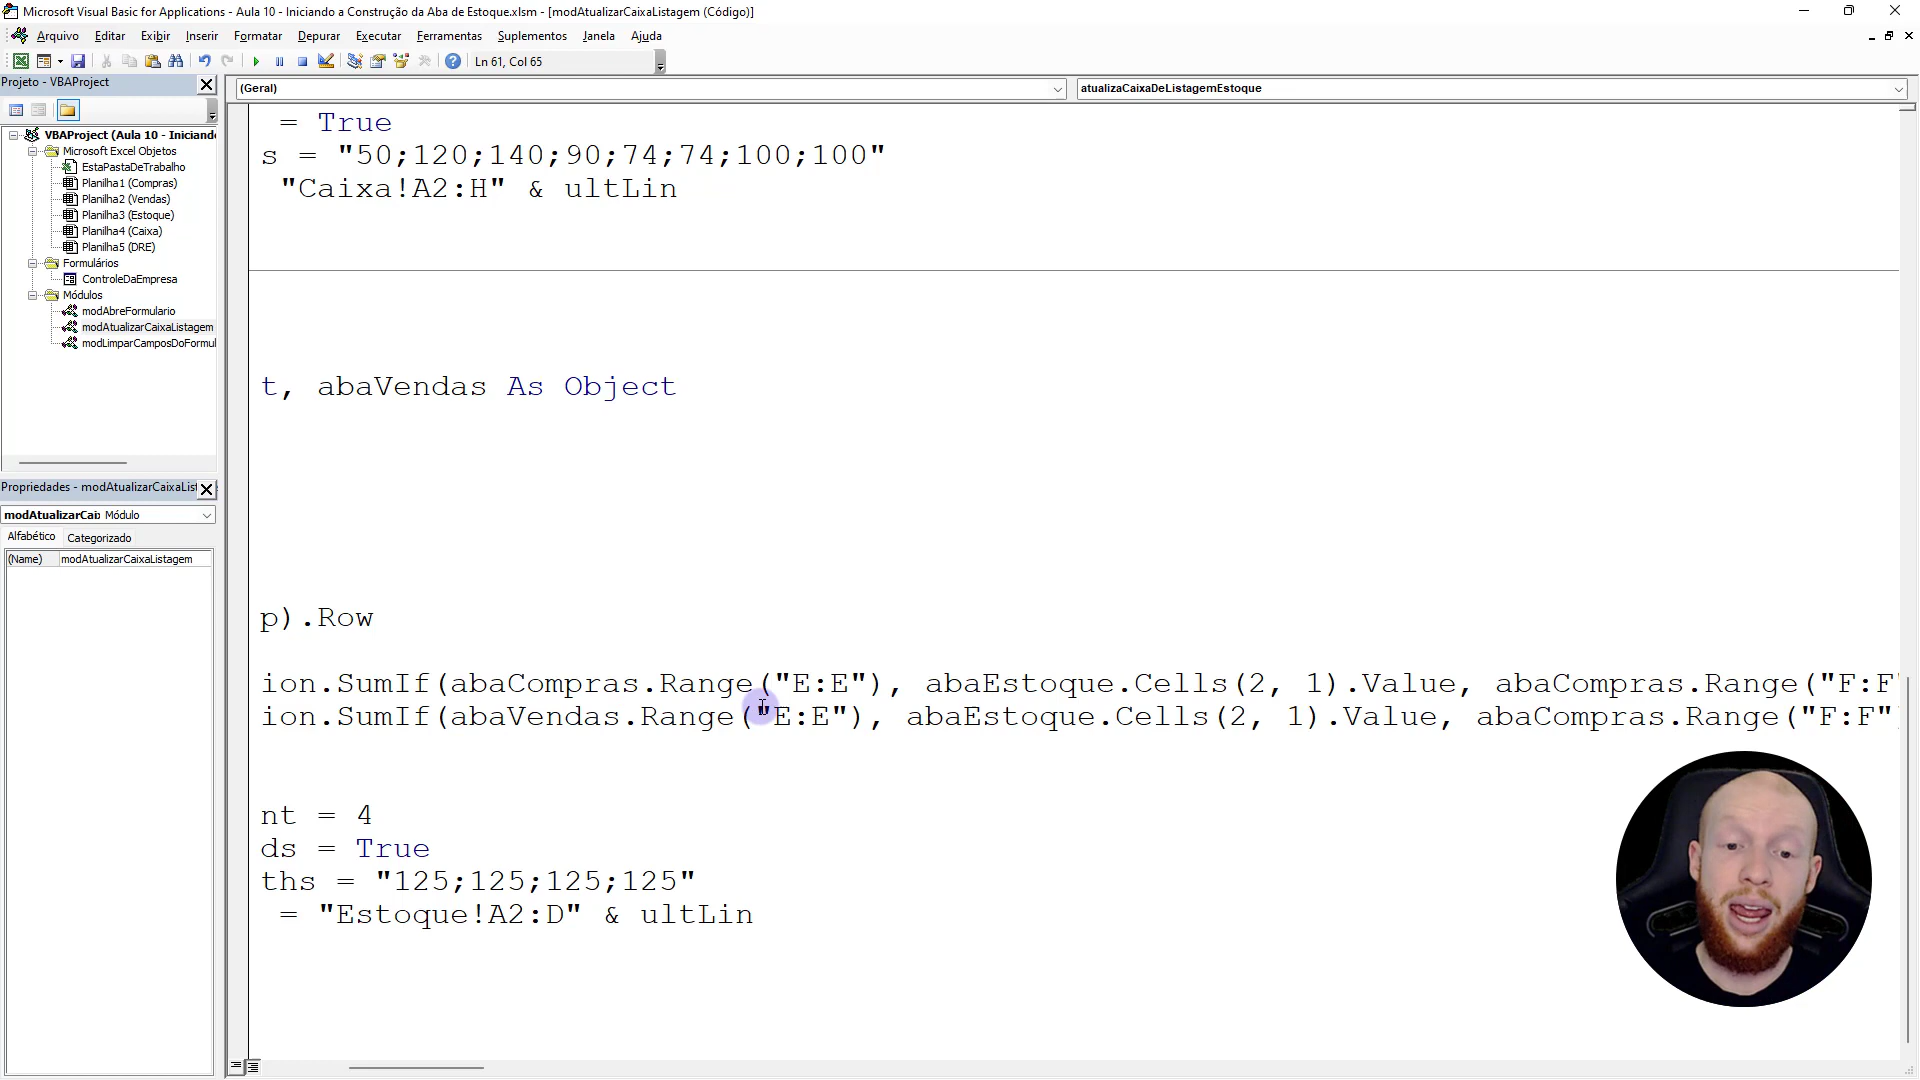 Microsoft Visual Basic for Applications - Aula 10 - Iniciando a Construção da Aba de Estoque.xlsm - [modAtualizarCaixaListagem (Código)]
Arquivo Editar Exibir Inserir Formatar Depurar Executar Ferramentas Suplementos Janela Ajuda
Ln 61, Col 65
Projeto - VBAProject
(Geral)
atualizaCaixaDeListagemEstoque
VBAProject (Aula 10 - Iniciand
Microsoft Excel Objetos
EstaPastaDeTrabalho
Planilha1 (Compras)
Planilha2 (Vendas)
Planilha3 (Estoque)
Planilha4 (Caixa)
Planilha5 (DRE)
Formulários
ControleDaEmpresa
Módulos
modAbreFormulario
modAtualizarCaixaListagem
modLimparCamposDoFormul
Propriedades - modAtualizarCaixaList
modAtualizarCai Módulo
Alfabético Categorizado
(Name) modAtualizarCaixaListagem
= True
s = "50;120;140;90;74;74;100;100"
"Caixa!A2:H" & ultLin
t, abaVendas As Object
p).Row
ion.SumIf(abaCompras.Range("E:E"), abaEstoque.Cells(2, 1).Value, abaCompras.Range("F:F"
ion.SumIf(abaVendas.Range("E:E"), abaEstoque.Cells(2, 1).Value, abaCompras.Range("F:F")
nt = 4
ds = True
ths = "125;125;125;125"
= "Estoque!A2:D" & ultLin